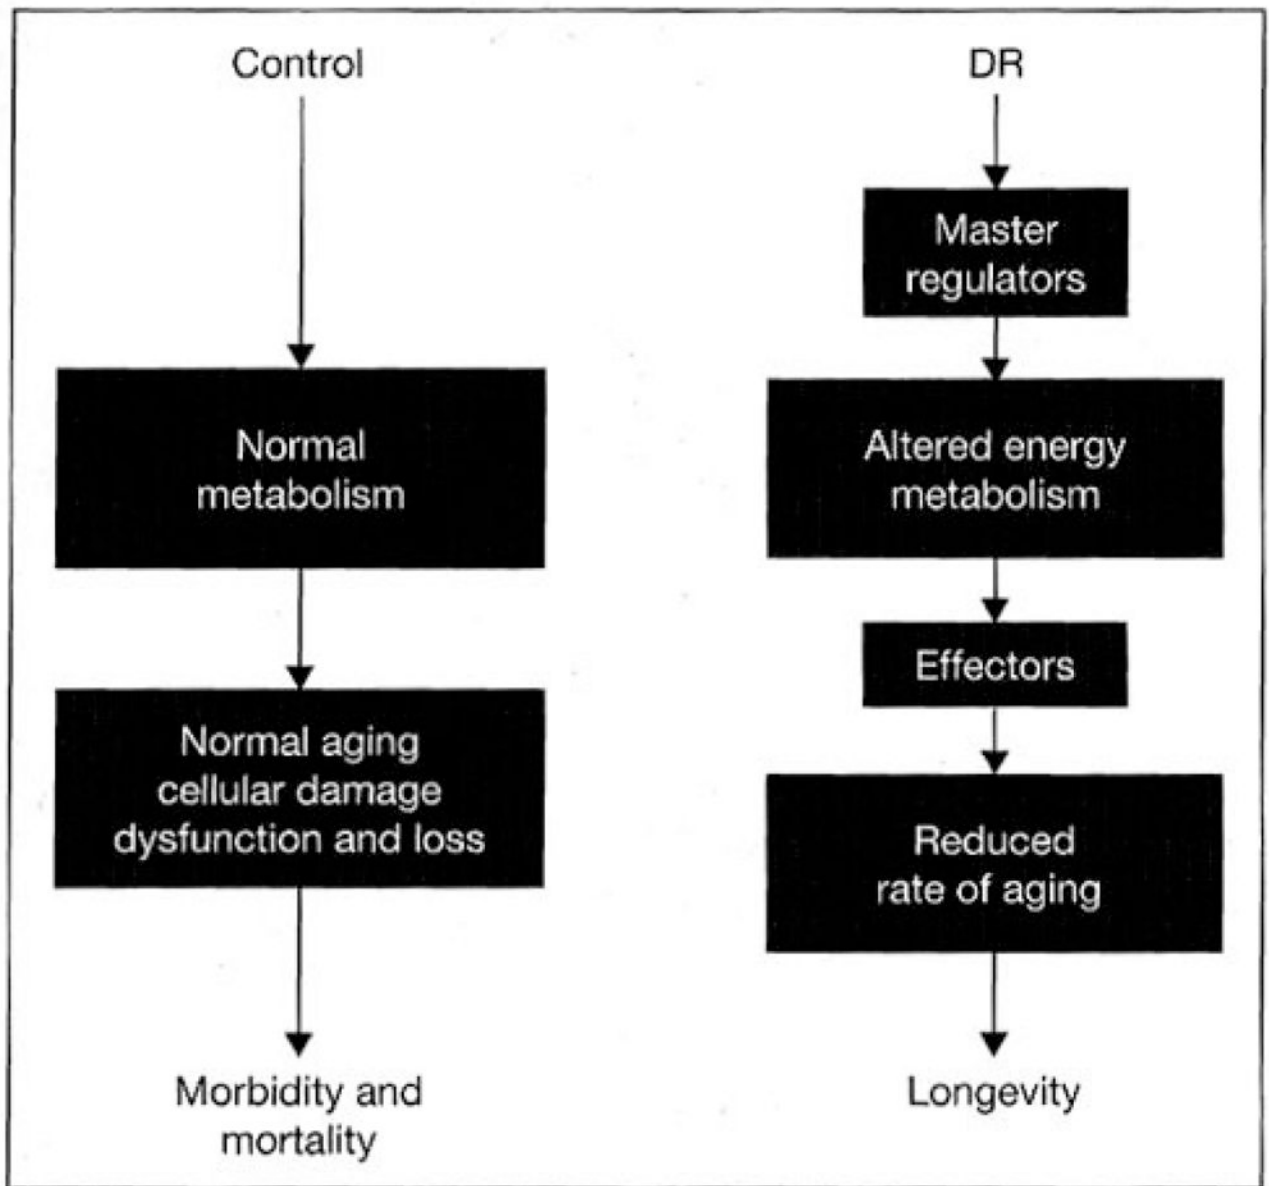 Control
Normal
metabolism
Normal aging
cellular damage
dysfunction and loss
Morbidity and
mortality
DR
Master
regulators
Altered energy
metabolism
Effectors
Reduced
rate of aging
Longevity